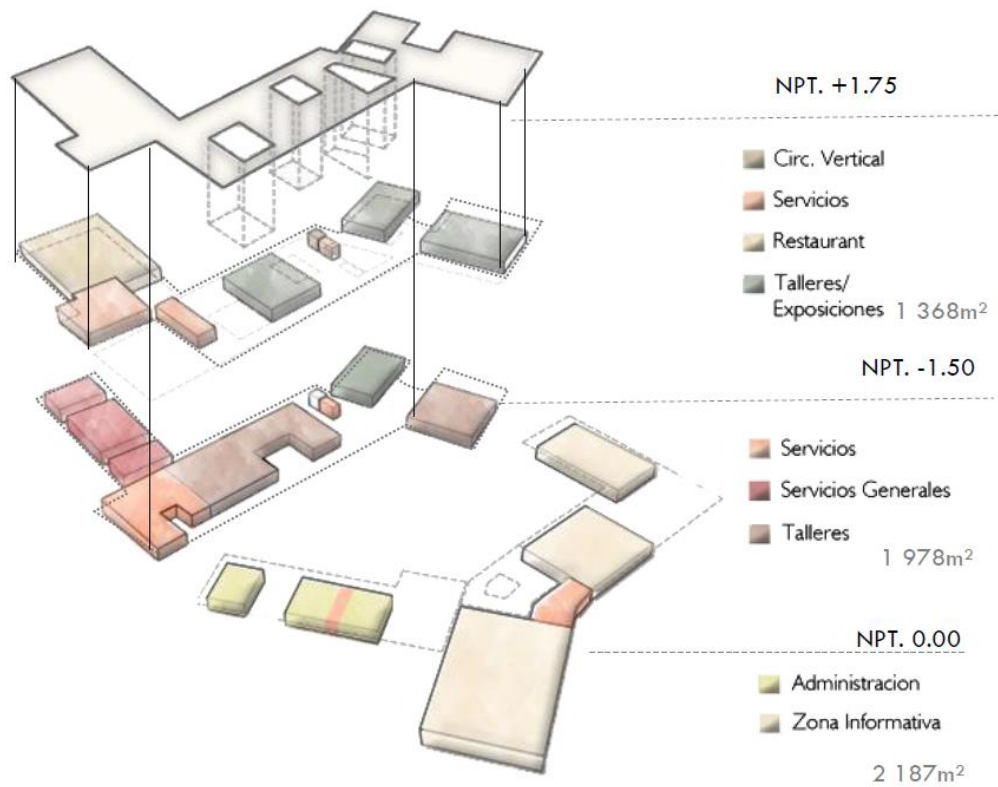 NPT. +1.75
Circ. Vertical
Servicios
Restaurant
Talleres/
Exposiciones 1 368m²
NPT. -1.50
Servicios
Servicios Generales
Talleres
1 978m²
NPT. 0.00
Administracion
Zona Informativa
2 187m²